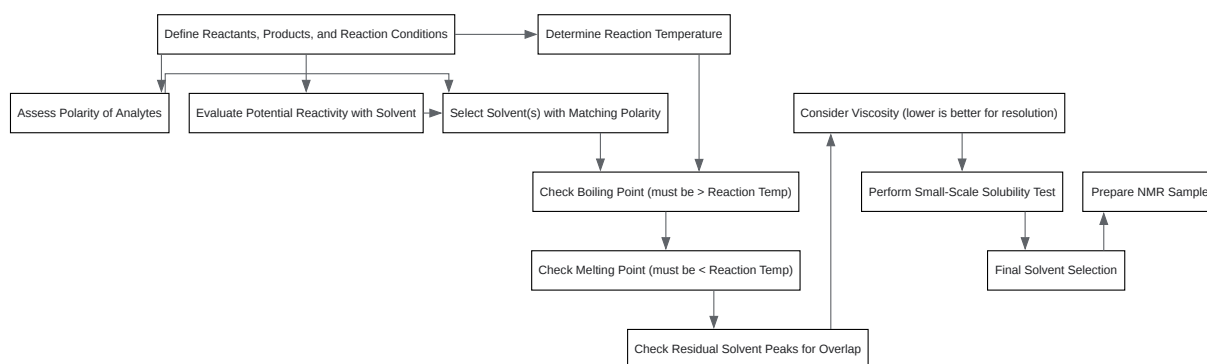 Define Reactants, Products, and Reaction Conditions
Determine Reaction Temperature
Assess Polarity of Analytes
Evaluate Potential Reactivity with Solvent
Select Solvent(s) with Matching Polarity
Consider Viscosity (lower is better for resolution)
Check Boiling Point (must be > Reaction Temp)
Perform Small-Scale Solubility Test
Prepare NMR Sample
Check Melting Point (must be < Reaction Temp)
Final Solvent Selection
Check Residual Solvent Peaks for Overlap